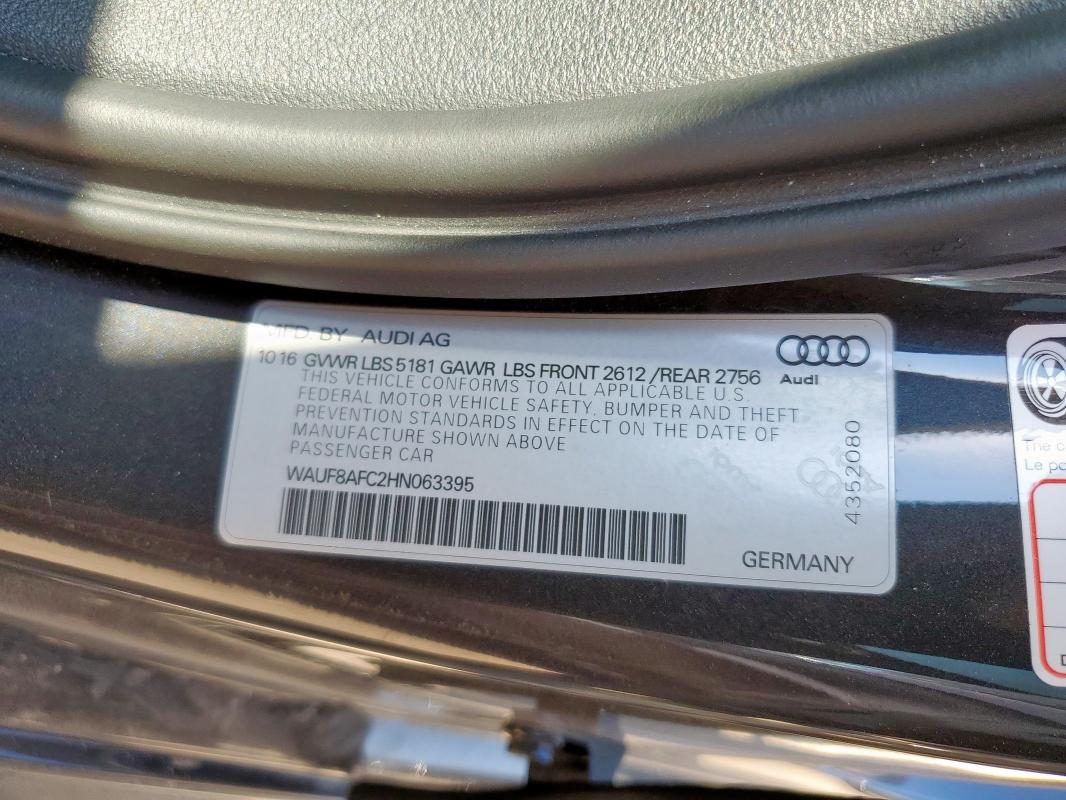 MFD. BY AUDI AG
10 16 GVWR LBS 5181 GAWR LBS FRONT 2612 /REAR 2756
Audi
THIS VEHICLE CONFORMS TO ALL APPLICABLE U.S.
FEDERAL MOTOR VEHICLE SAFETY, BUMPER AND THEFT
PREVENTION STANDARDS IN EFFECT ON THE DATE OF
MANUFACTURE SHOWN ABOVE
PASSENGER CAR
WAUF8AFC2HN063395
4352080
GERMANY
The
Le